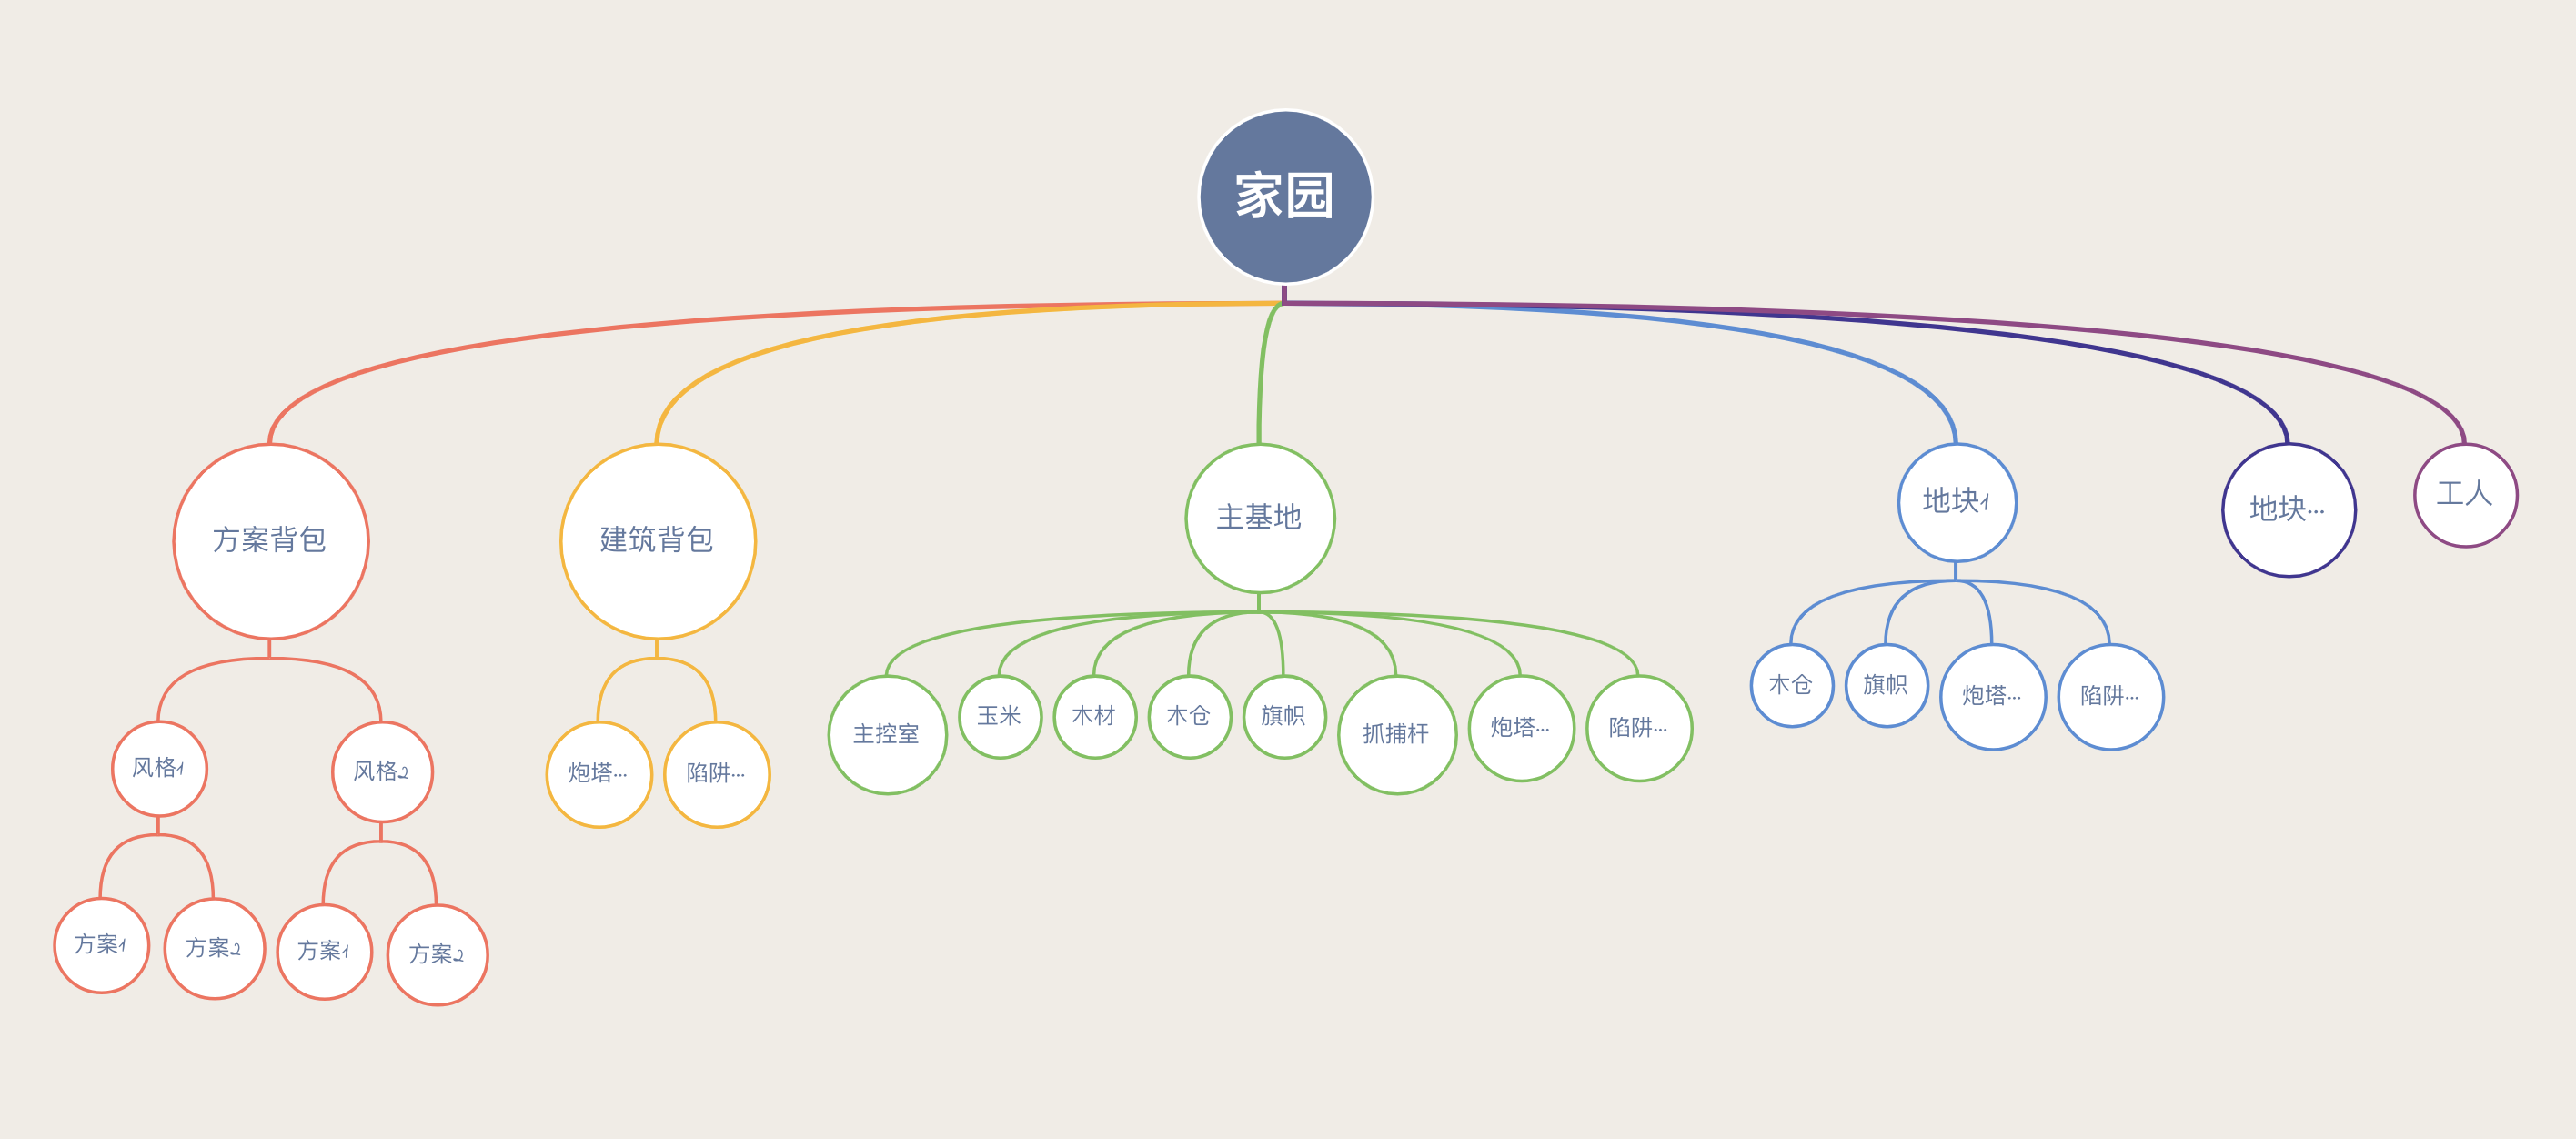 家园
方案背包
建筑背包
主基地
地块1
地块...
工人
风格1
风格2
炮塔...
陷阱...
主控室
玉米
木材
木仓
旗帜
抓捕杆
炮塔...
陷阱...
木仓
旗帜
炮塔...
陷阱...
方案1
方案2
方案1
方案2